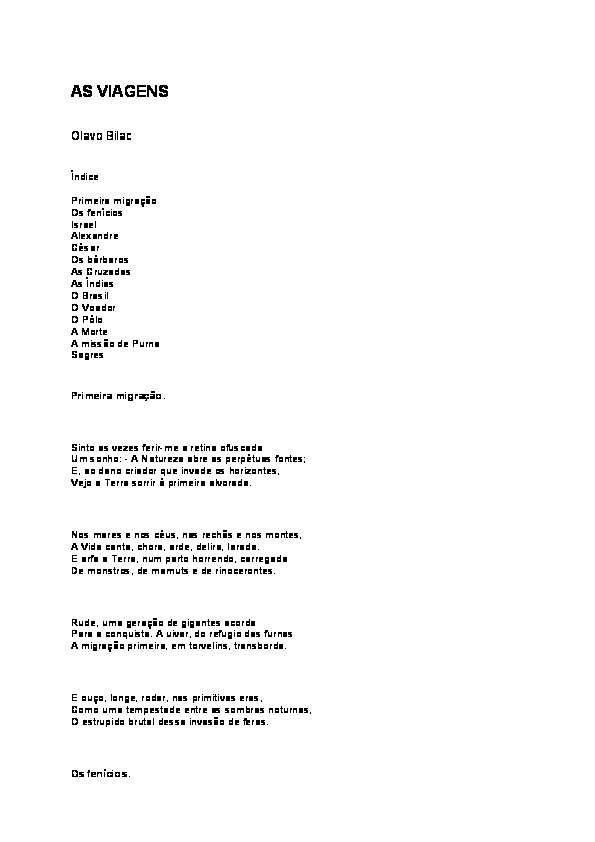 AS VIAGENS
Olavo Bilac
Índice
Primeira migração
Os fenícios
Israel
Alexandre
César
Os bárbaros
As Cruzadas
As Índias
O Brasil
O Voador
O Pólo
A Morte
A missão de Purna
Sagres
Primeira migração.
Sinto as vezes ferir-me a retina ofuscada
Um sonho: - A Natureza abre as perpétuas fontes;
E, ao dano criador que invade os horizontes,
Vejo a Terra sorrir à primeira alvorada.
Nos mares e nos céus, nas rechãs e nos montes,
A Vida canta, chora, arde, delira, larada.
E arfa a Terra, num parto horrendo, carregada
De monstros, de mamuts e de rinocerontes.
Rude, uma geração de gigantes acorda
Para a conquista. A uivar, do refugio das furnas
A migração primeira, em torvelins, transborda.
E ouço, longe, rodar, nas primitivas eras,
Como uma tempestade entre as sombras noturnas,
O estrupido brutal dessa invasão de feras.
Os fenícios.